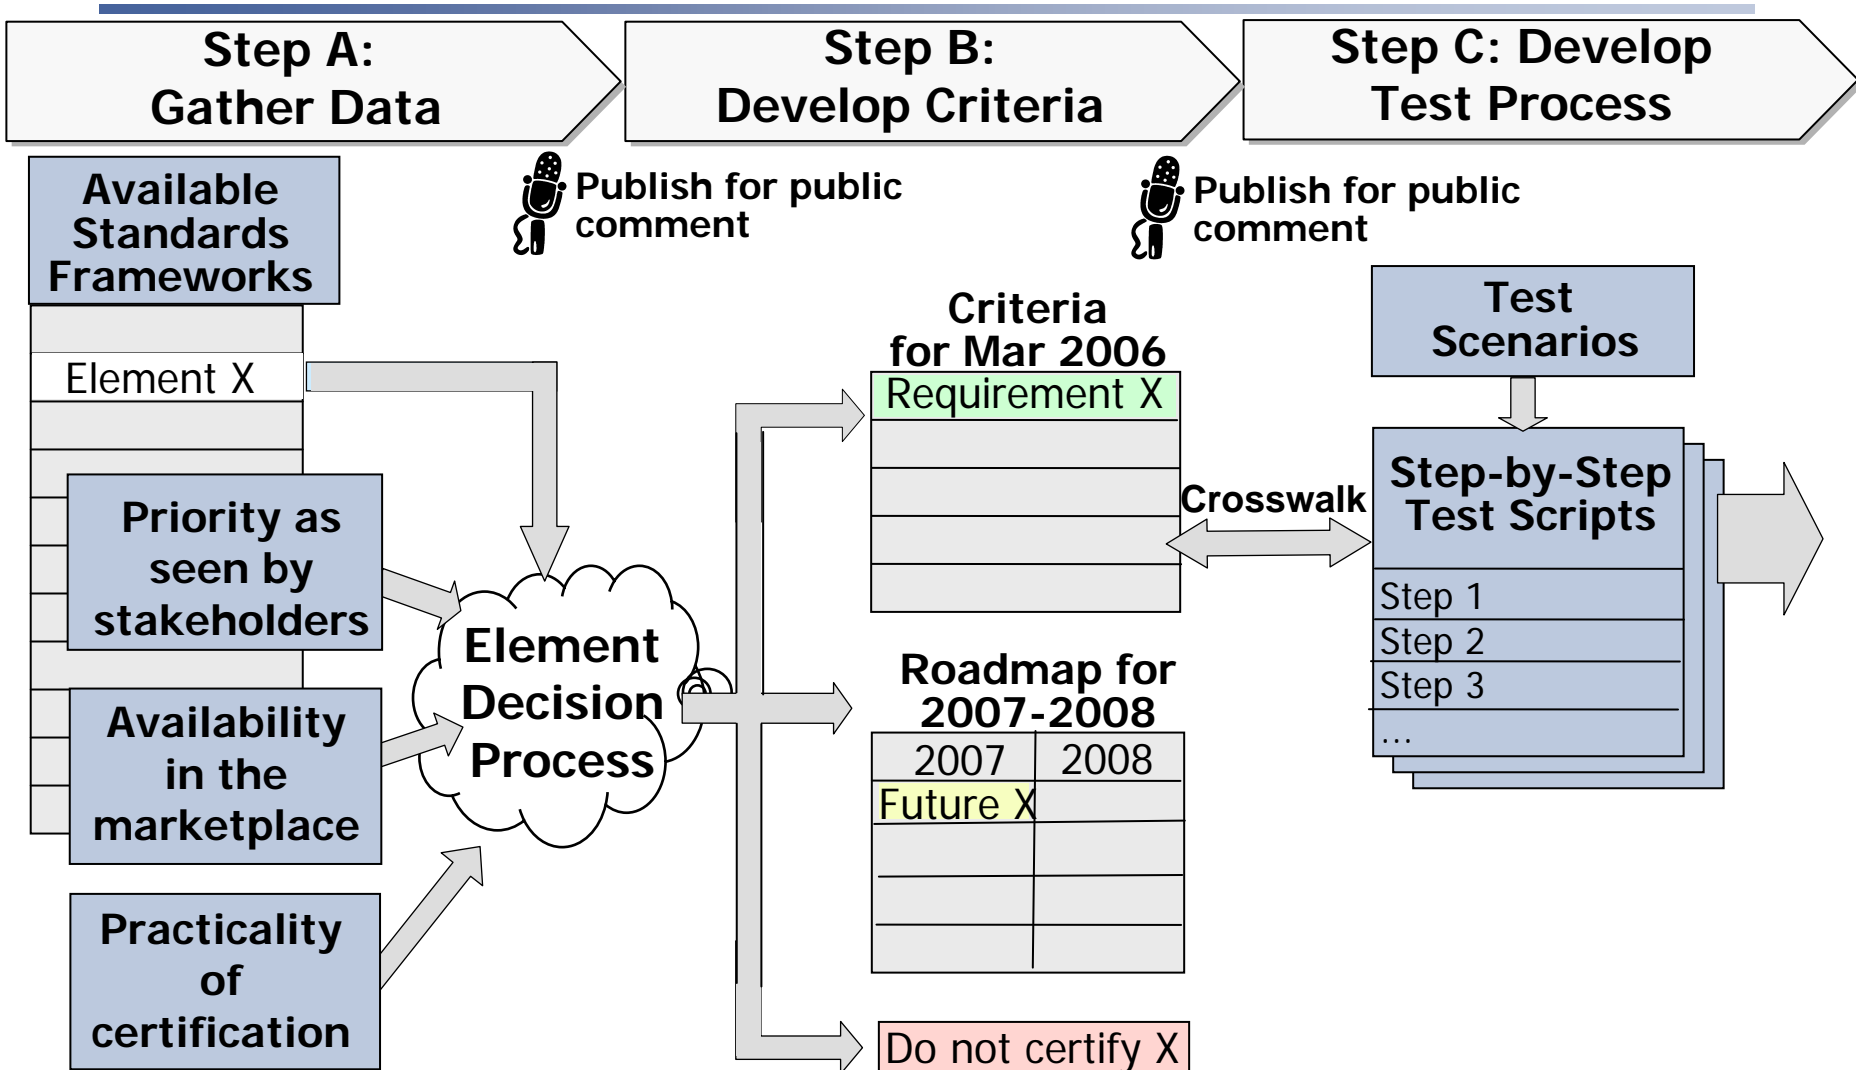 Step A:
Gather Data
Step B:
Develop Criteria
Step C: Develop
Test Process
Available
Standards
Frameworks
Element X
Priority as
seen by
stakeholders
Availability
in the
marketplace
Practicality
of
certification
Publish for public
comment
Element
Decision
Process
Criteria
for Mar 2006
Requirement X
Roadmap for
2007-2008
2007 2008
Future X
Do not certify X
Publish for public
comment
Crosswalk
Test
Scenarios
Step-by-Step
Test Scripts
Step 1
Step 2
Step 3
...